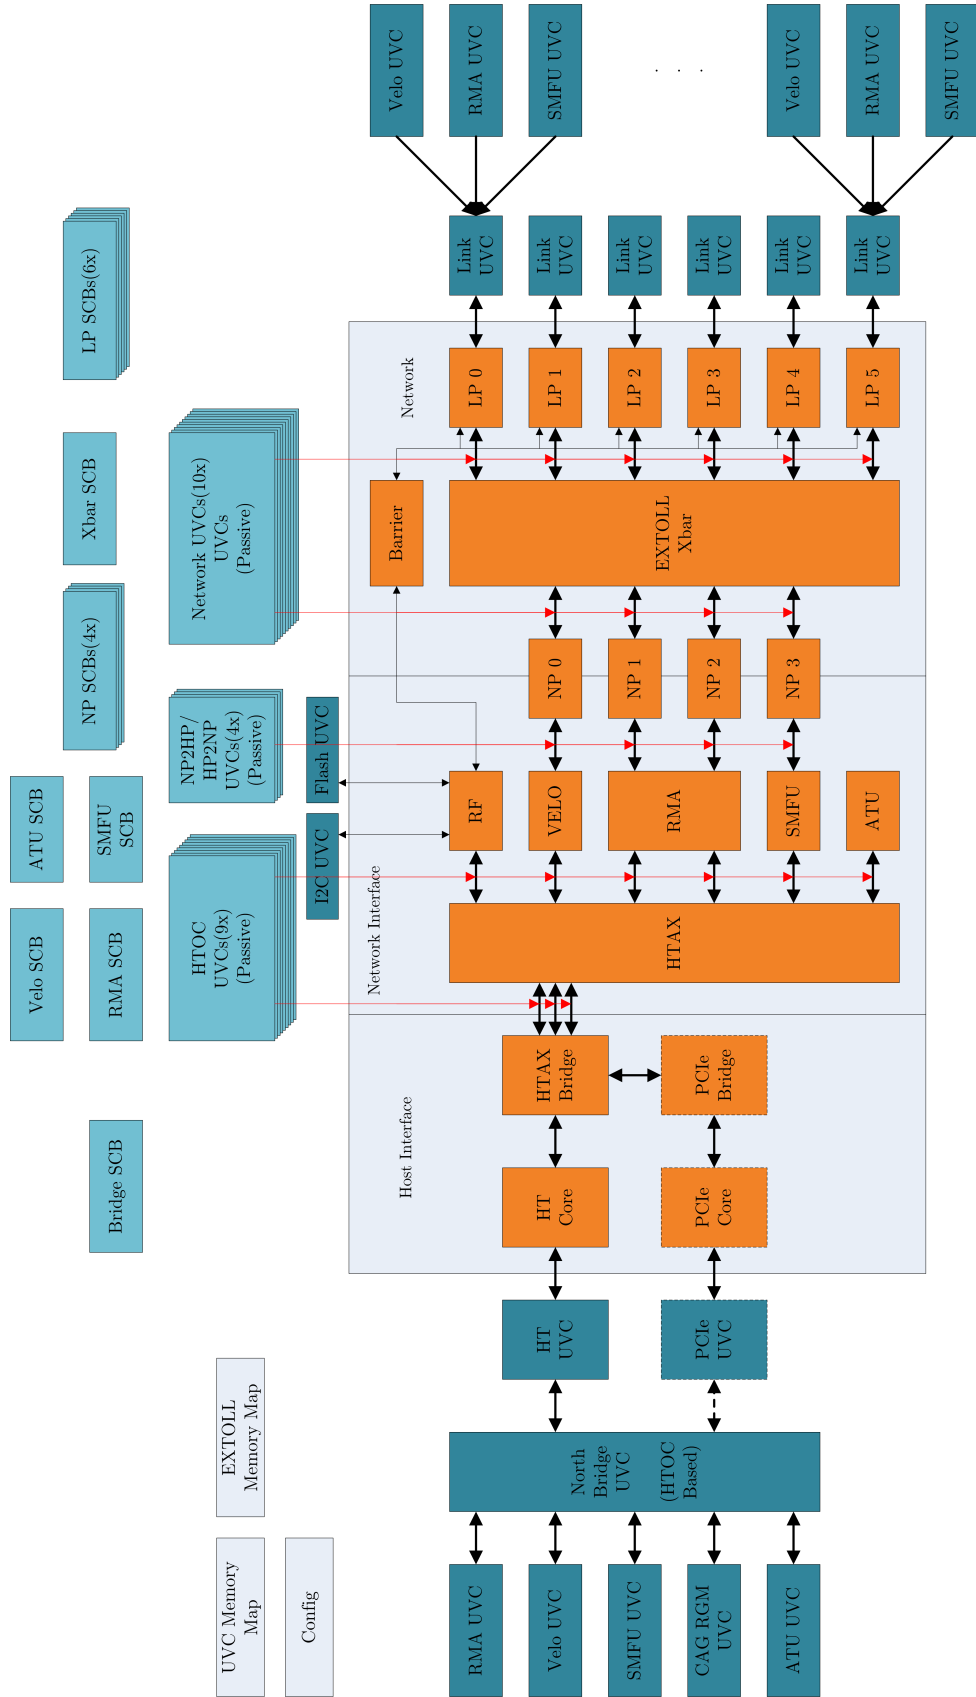 Velo SCB
ATU SCB
Bridge SCB
RMA SCB
SMFU
SCB
NP SCBs(4x)
Xbar SCB
LP SCBs(6x)
HTOC
UVCs(9x)
(Passive)
NP2HP/
HP2NP
UVCs(4x)
(Passive)
Network UVCs(10x)
UVCs
(Passive)
UVC Memory
Map
EXTOLL
Memory Map
Config
I2C UVC
Flash UVC
Host Interface
Network Interface
Network
Barrier
Velo UVC
RMA UVC
SMFU UVC
. . .
Velo UVC
RMA UVC
SMFU UVC
RMA UVC
Velo UVC
SMFU UVC
CAG RGM
UVC
ATU UVC
North
Bridge
UVC
(HTOC
Based)
HT
UVC
PCIe
UVC
HT
Core
PCIe
Core
HTAX
Bridge
PCIe
Bridge
HTAX
RF
VELO
RMA
SMFU
ATU
NP 0
NP 1
NP 2
NP 3
EXTOLL
Xbar
LP 0
LP 1
LP 2
LP 3
LP 4
LP 5
Link
UVC
Link
UVC
Link
UVC
Link
UVC
Link
UVC
Link
UVC